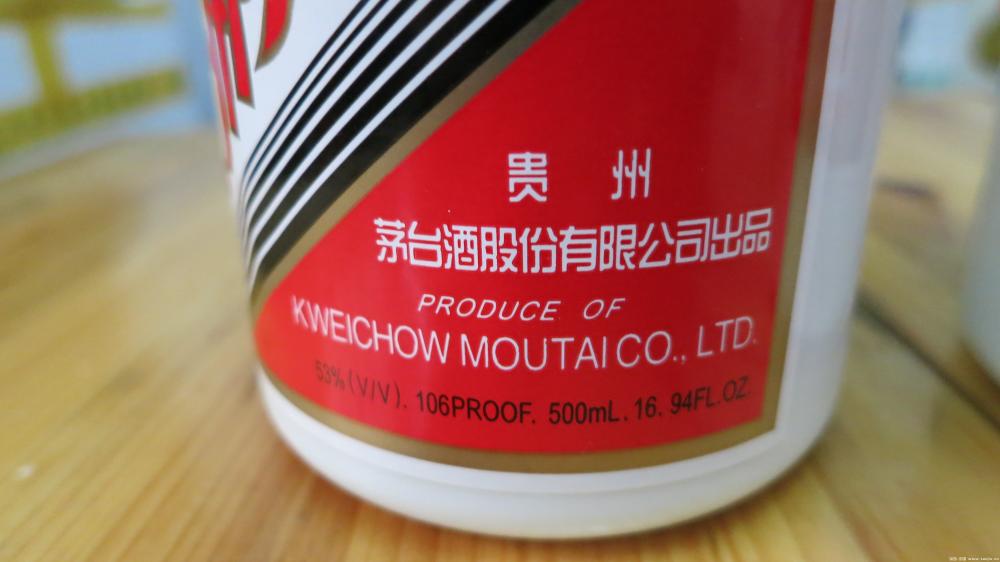 贵 州
茅台酒股份有限公司出品
PRODUCE OF
KWEICHOW MOUTAI CO., LTD.
53%(V/V). 106PROOF. 500mL. 16. 94FL.OZ.